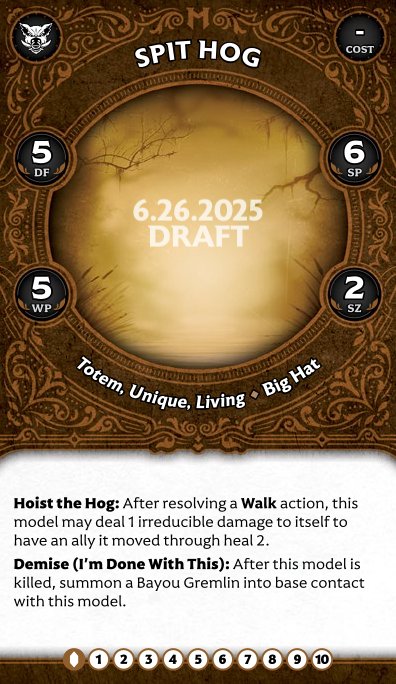 SPIT HOG
-
COST
5
DF
6
SP
6.26.2025
DRAFT
5
WP
2
SZ
Totem, Unique, Living ♦ Big Hat
Hoist the Hog: After resolving a Walk action, this
model may deal 1 irreducible damage to itself to
have an ally it moved through heal 2.
Demise (I'm Done With This): After this model is
killed, summon a Bayou Gremlin into base contact
with this model.
1 2 3 4 5 6 7 8 9 10